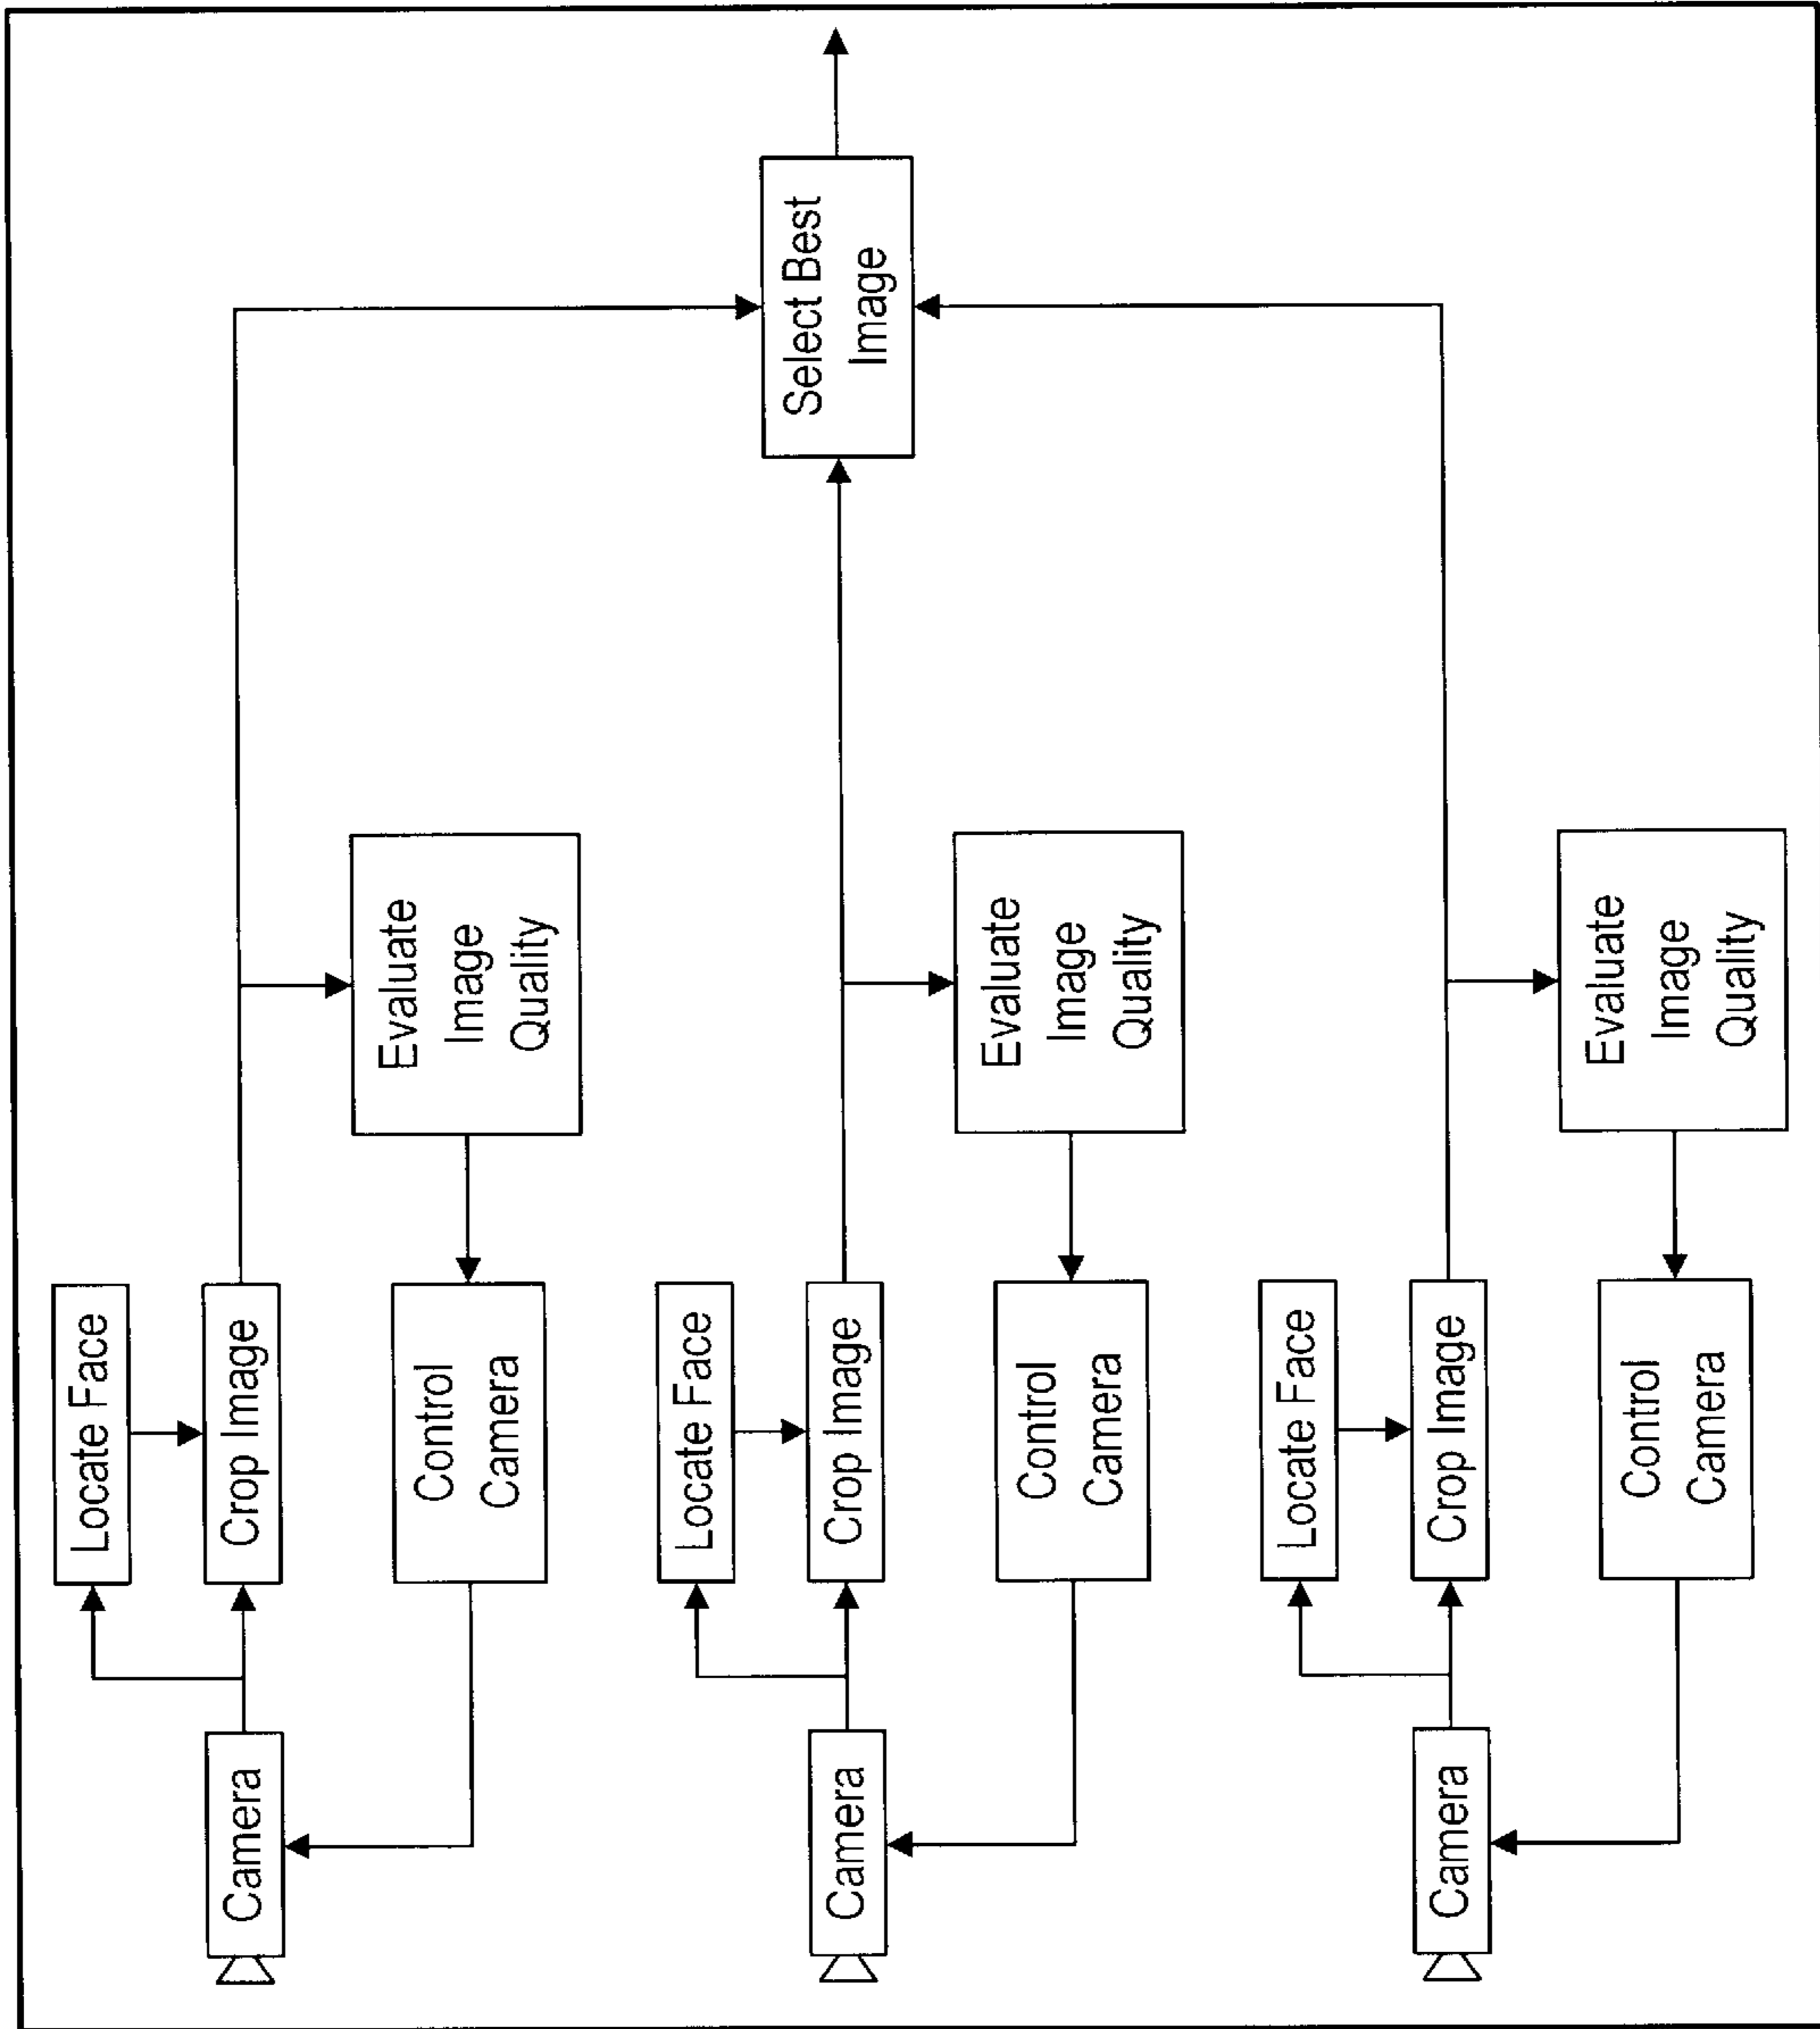 Camera
Locate Face
Crop Image
Control
Camera
Evaluate
Image
Quality
Camera
Locate Face
Crop Image
Control
Camera
Evaluate
Image
Quality
Camera
Locate Face
Crop Image
Control
Camera
Evaluate
Image
Quality
Select Best
Image